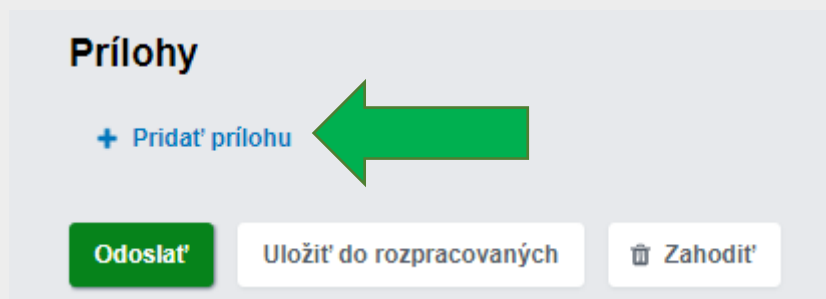 Prílohy
+ Pridať prílohu
Odoslať Uložiť do rozpracovaných Zahodiť